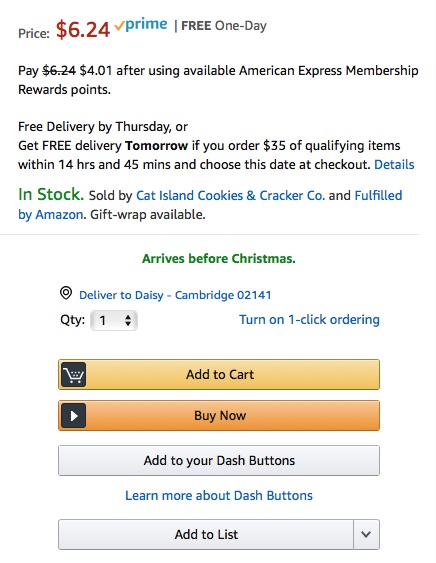 Price: $6.24 prime | FREE One-Day
Pay $6.24 $4.01 after using available American Express Membership
Rewards points.
Free Delivery by Thursday, or
Get FREE delivery Tomorrow if you order $35 of qualifying items
within 14 hrs and 45 mins and choose this date at checkout. Details
In Stock. Sold by Cat Island Cookies & Cracker Co. and Fulfilled
by Amazon. Gift-wrap available.
Arrives before Christmas.
Deliver to Daisy - Cambridge 02141
Qty: 1 Turn on 1-click ordering
Add to Cart
Buy Now
Add to your Dash Buttons
Learn more about Dash Buttons
Add to List